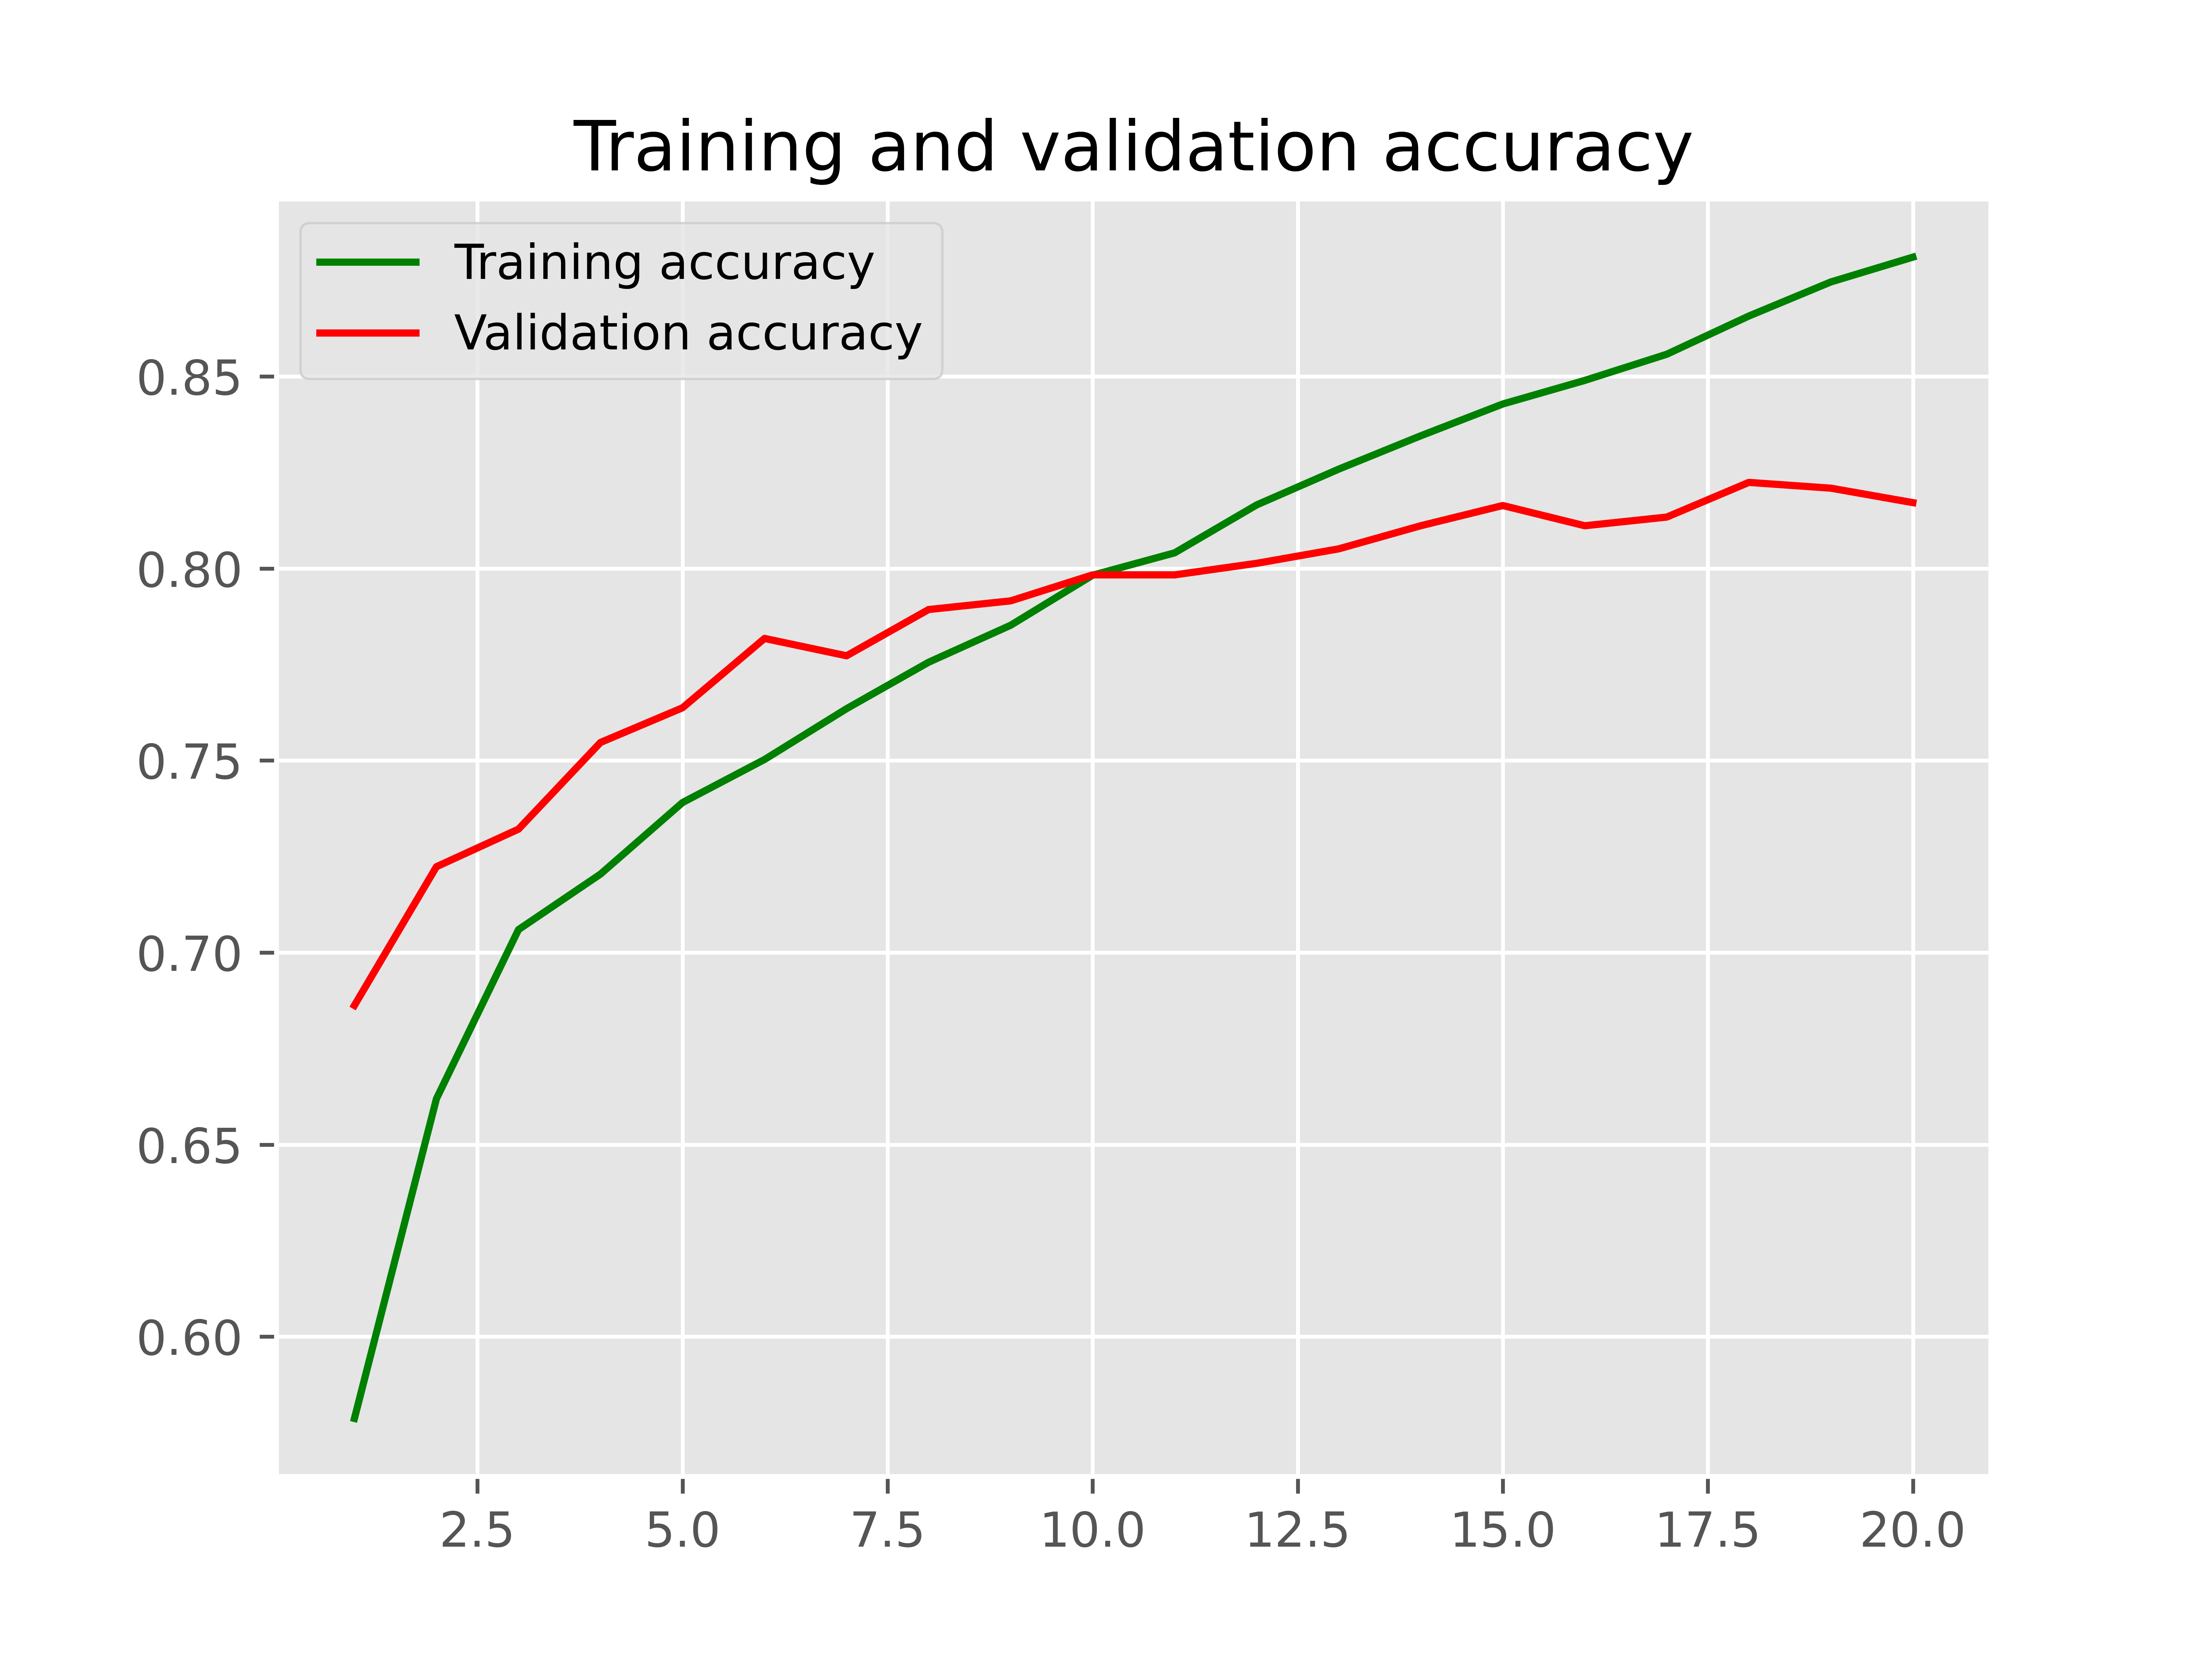 Training and validation accuracy
Training accuracy
Validation accuracy
0.85
0.80
0.75
0.70
0.65
0.60
2.5 5.0 7.5 10.0 12.5 15.0 17.5 20.0